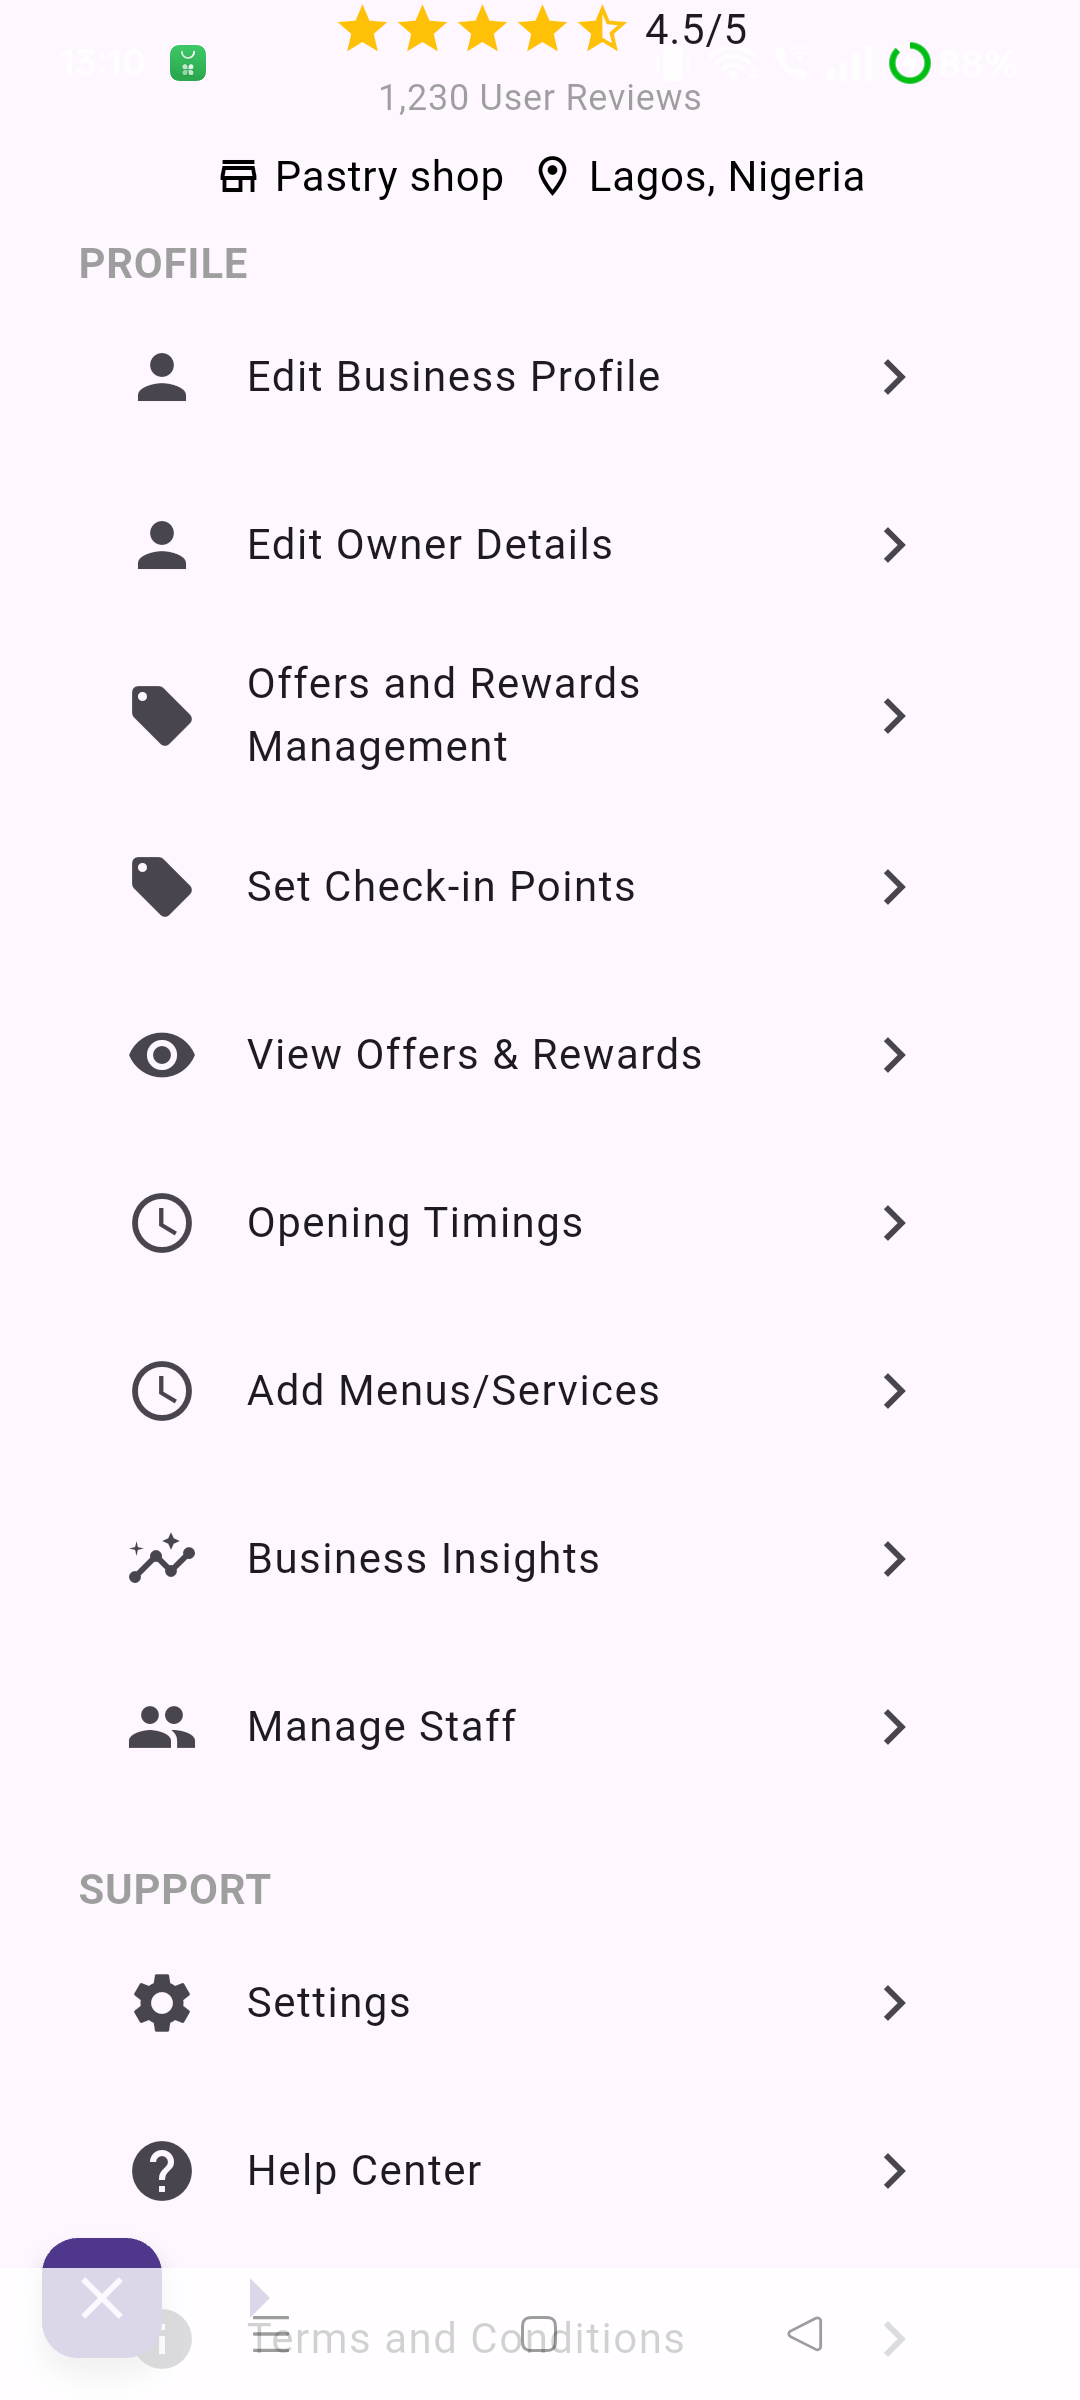 4.5/5
13:10 88%
1,230 User Reviews
Pastry shop Lagos, Nigeria
PROFILE
Edit Business Profile
Edit Owner Details
Offers and Rewards
Management
Set Check-in Points
View Offers & Rewards
Opening Timings
Add Menus/Services
Business Insights
Manage Staff
SUPPORT
Settings
Help Center
Terms and Conditions